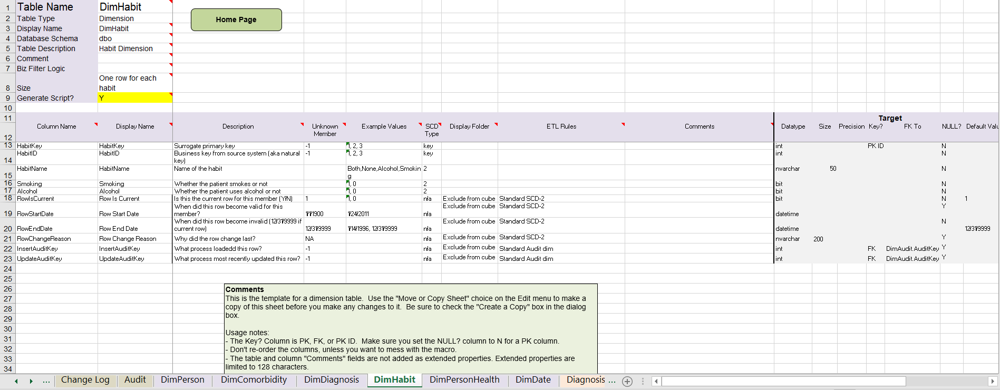 1 Table Name DimHabit
2 Table Type Dimension
Home Page
3 Display Name DimHabit
4 Database Schema dbo
5 Table Description Habit Dimension
6 Comment
7 Biz Filter Logic
One row for each
8 Size habit
9 Generate Script? Y
10
11 Target
Column Name Display Name Description Unknown Example Values SCD Display Folder ETL Rules Comments Datatype Size Precision Key? FK To NULL? Default Valu
12 Member Type
13 HabitKey HabitKey Surrogate primary key -1 1, 2, 3 key int PK ID N
HabitID HabitID Business key from source system (aka natural -1 1, 2, 3 key int N
14 key)
HabitName HabitName Name of the habit Both,None,Alcohol,Smokin 2 nvarchar 50 N
15 g
16 Smoking Smoking Whether the patient smokes or not 1, 0 2 bit N
17 Alcohol Alcohol Whether the patient uses alcohol or not 1, 0 2 bit N
18 RowIsCurrent Row Is Current Is this the current row for this member (Y/N) 1 1, 0 n/a Exclude from cube Standard SCD-2 bit N 1
When did this row become valid for this Exclude from cube Standard SCD-2 Y
19 RowStartDate Row Start Date member? 1/1/1900 1/24/2011 n/a datetime
When did this row become invalid (12/31/9999 if Exclude from cube Standard SCD-2 N
20 RowEndDate Row End Date current row) 12/31/9999 1/14/1996, 12/31/9999 n/a datetime 12/31/9999
21 RowChangeReason Row Change Reason Why did the row change last? NA n/a Exclude from cube Standard SCD-2 nvarchar 200 Y
22 InsertAuditKey InsertAuditKey What process loadedd this row? -1 n/a Exclude from cube Standard Audit dim int FK DimAudit.AuditKey Y
23 UpdateAuditKey UpdateAuditKey What process most recently updated this row? -1 n/a Exclude from cube Standard Audit dim int FK DimAudit.AuditKey Y
24
25
26 Comments
27 This is the template for a dimension table. Use the "Move or Copy Sheet" choice on the Edit menu to make a
28 copy of this sheet before you make any changes to it. Be sure to check the "Create a Copy" box in the dialog
29 box.
30
31 Usage notes:
- The Key? Column is PK, FK, or PK ID. Make sure you set the NULL? column to N for a PK column.
32 - Don't re-order the columns, unless you want to mess with the macro.
33 - The table and column "Comments" fields are not added as extended properties. Extended properties are
34 limited to 128 characters.
... Change Log Audit DimPerson DimComorbidity DimDiagnosis DimHabit DimPersonHealth DimDate Diagnosis ...